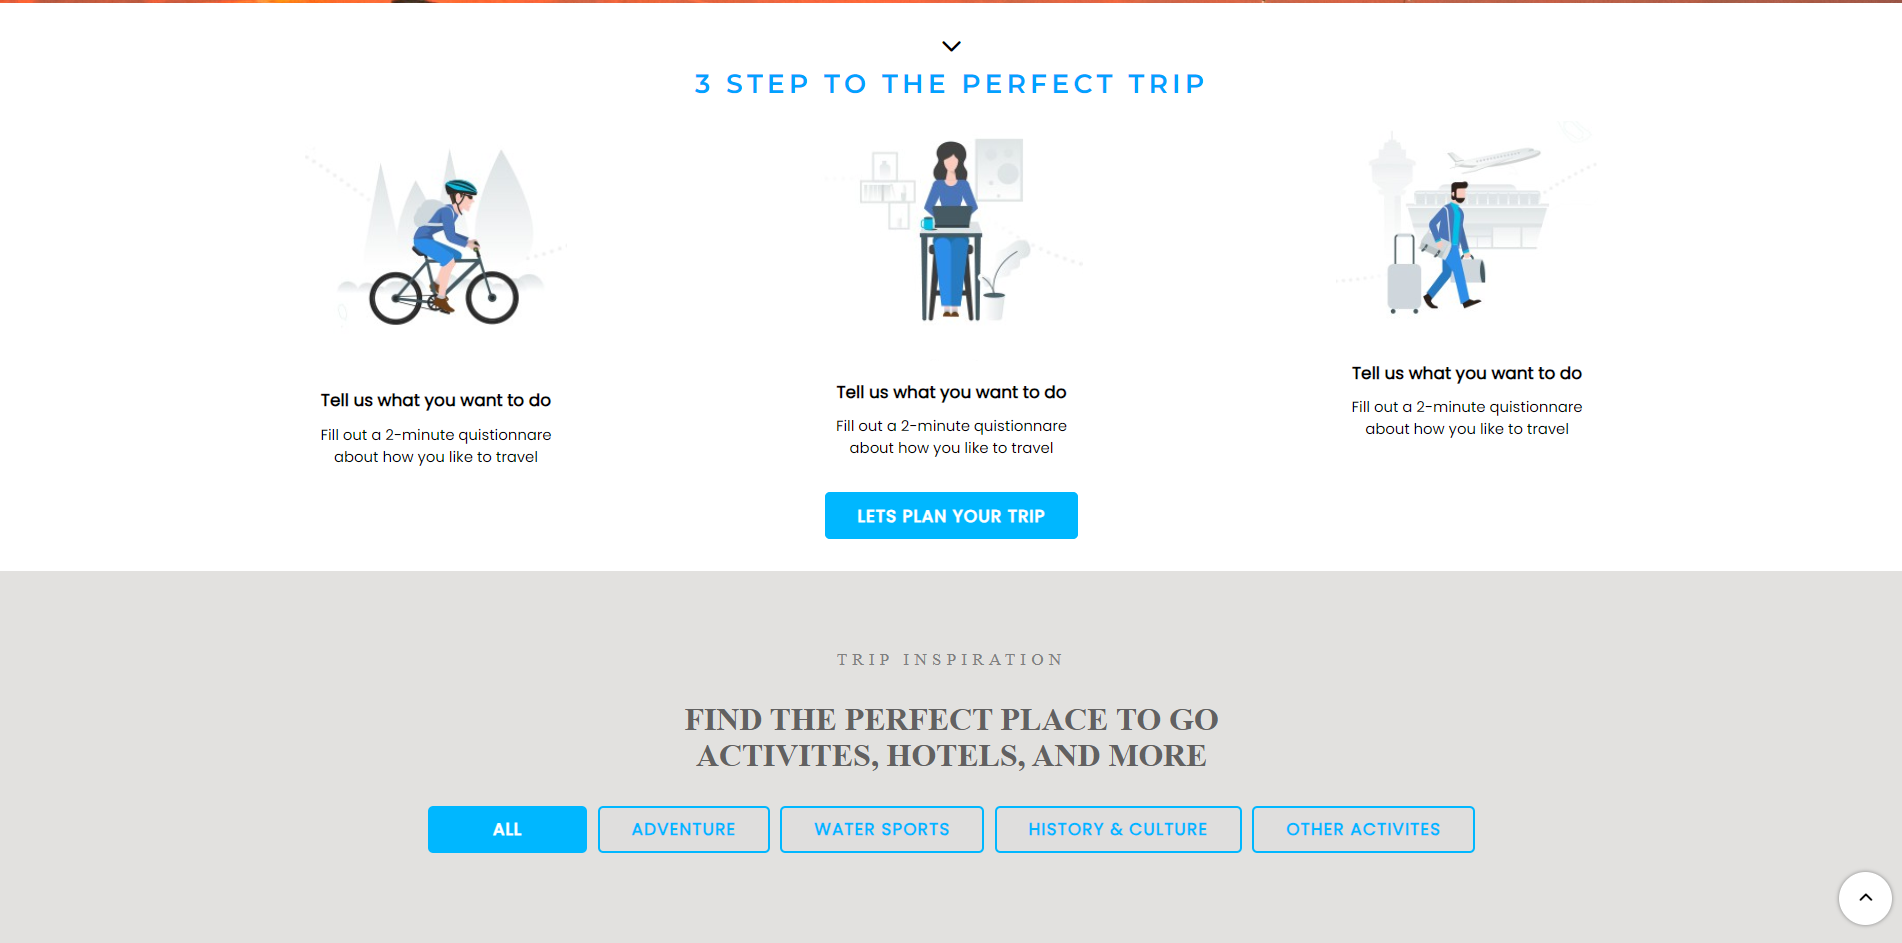 3 STEP TO THE PERFECT TRIP
Tell us what you want to do
Fill out a 2-minute quistionnare
about how you like to travel
Tell us what you want to do
Fill out a 2-minute quistionnare
about how you like to travel
Tell us what you want to do
Fill out a 2-minute quistionnare
about how you like to travel
LETS PLAN YOUR TRIP
TRIP INSPIRATION
FIND THE PERFECT PLACE TO GO
ACTIVITES, HOTELS, AND MORE
ALL
ADVENTURE
WATER SPORTS
HISTORY & CULTURE
OTHER ACTIVITES